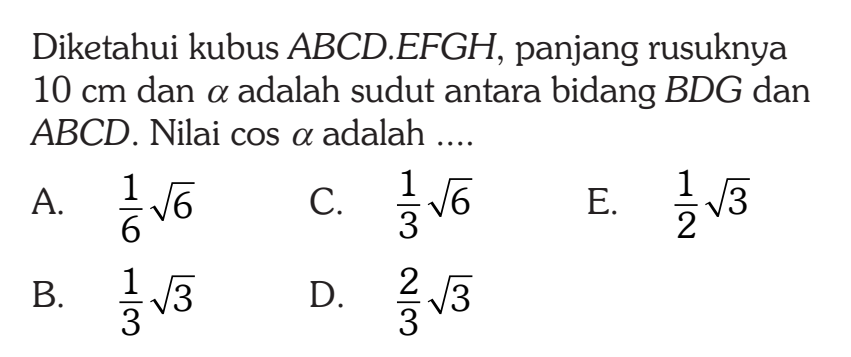 Diketahui kubus ABCD.EFGH, panjang rusuknya
10 cm dan α adalah sudut antara bidang BDG dan
ABCD. Nilai cos α adalah ....
A. 1/6 √6 C. 1/3 √6 E. 1/2 √3
B. 1/3 √3 D. 2/3 √3